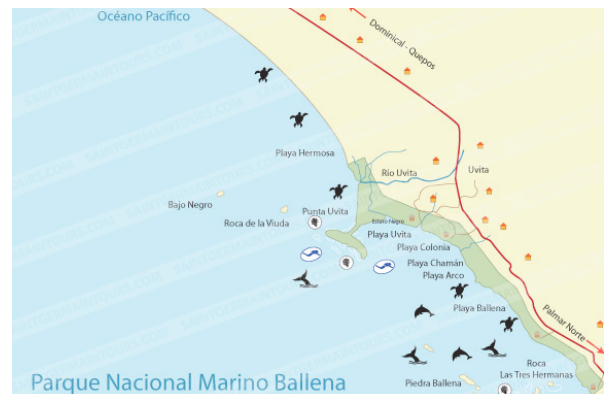 Océano Pacífico
Dominical - Quepos
Playa Hermosa
Río Uvita
Uvita
Bajo Negro
Roca de la Viuda
Punta Uvita
Estero Negro
Playa Uvita
Playa Colonia
Playa Chamán
Playa Arco
Playa Ballena
Palmar Norte
Roca
Las Tres Hermanas
Piedra Ballena
Parque Nacional Marino Ballena